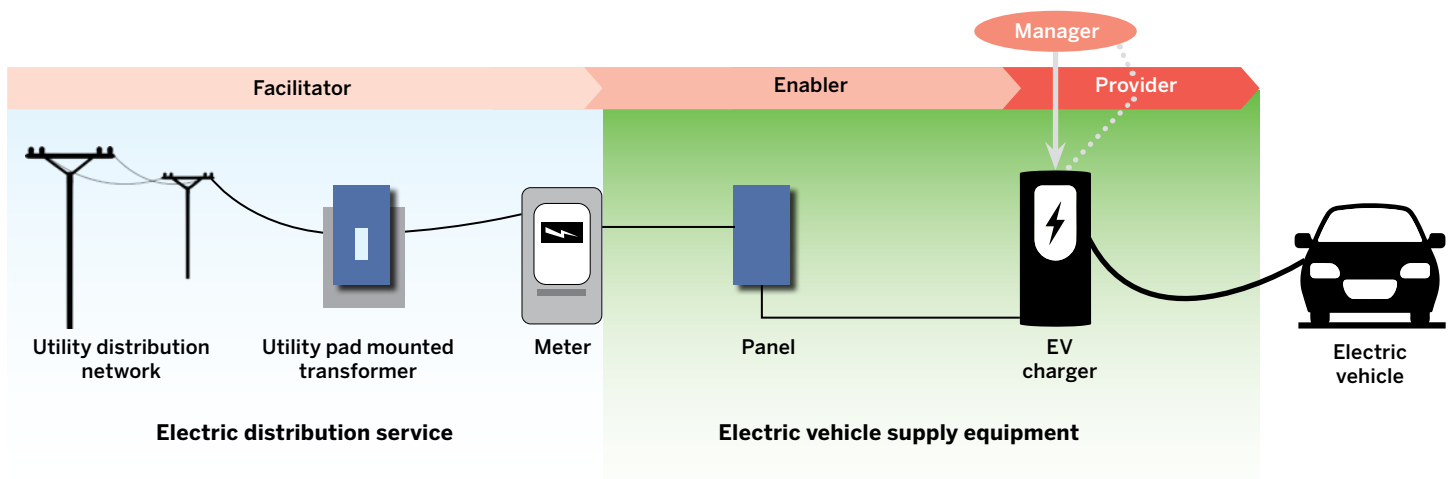 Manager
Facilitator
Enabler
Provider
Utility distribution
network
Utility pad mounted
transformer
Meter
Panel
EV
charger
Electric
vehicle
Electric distribution service
Electric vehicle supply equipment